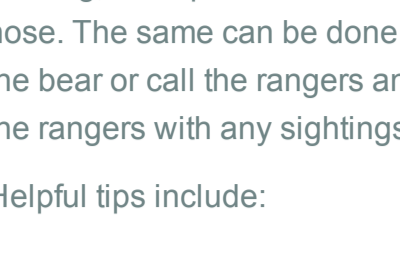 hose. The same can be done
he bear or call the rangers an
he rangers with any sightings
Helpful tips include: